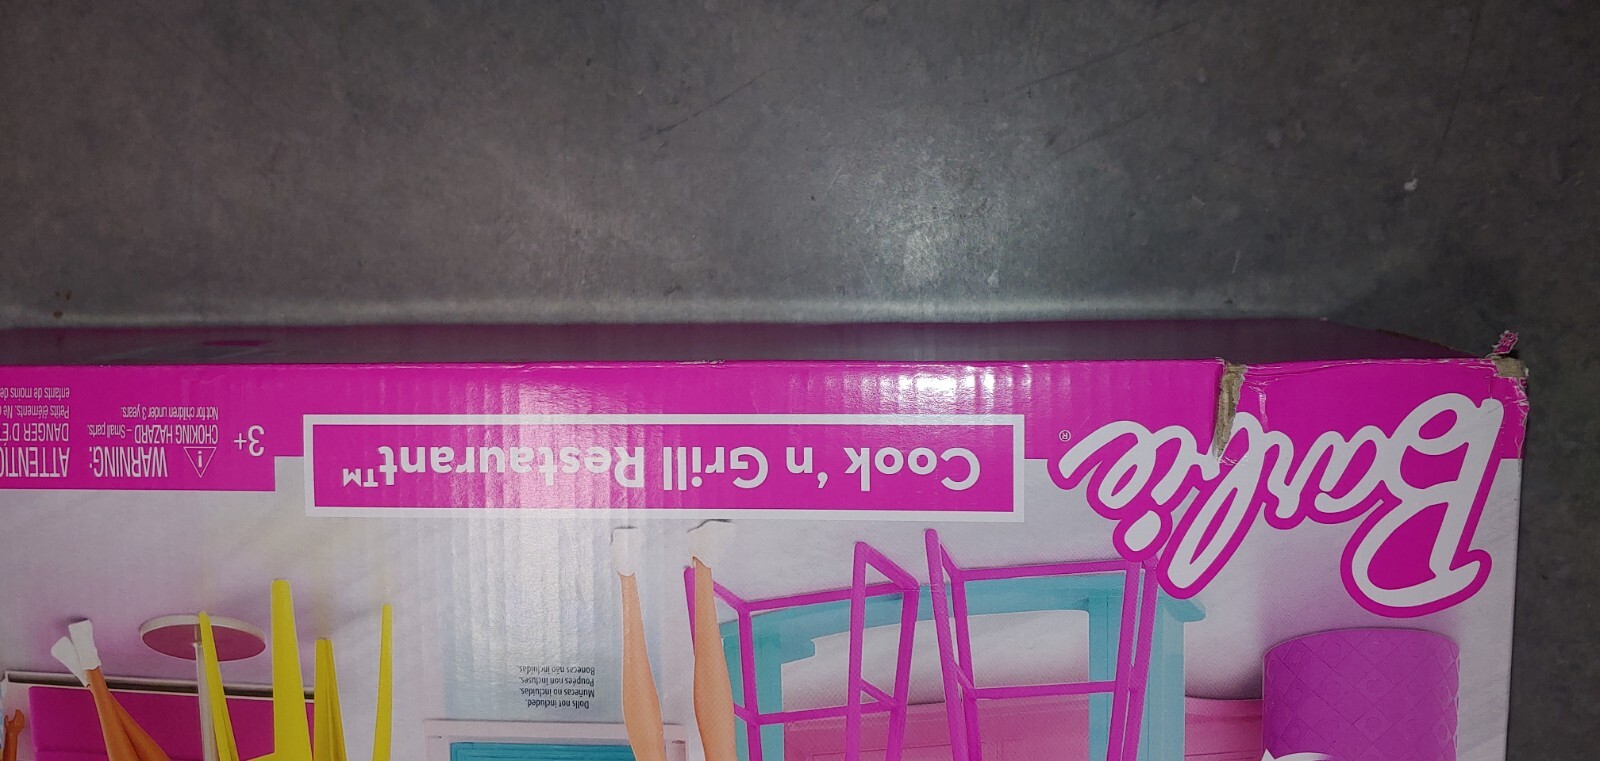 Dolls not included.
Muñecas no incluidas.
Poupées non incluses.
Bonecas não incluídas.
Barbie®
Cook 'n Grill Restaurant™
3+
WARNING:
CHOKING HAZARD – Small parts.
Not for children under 3 years.
ATTENTIO
DANGER D'É
Petits éléments. Ne
enfants de moins de